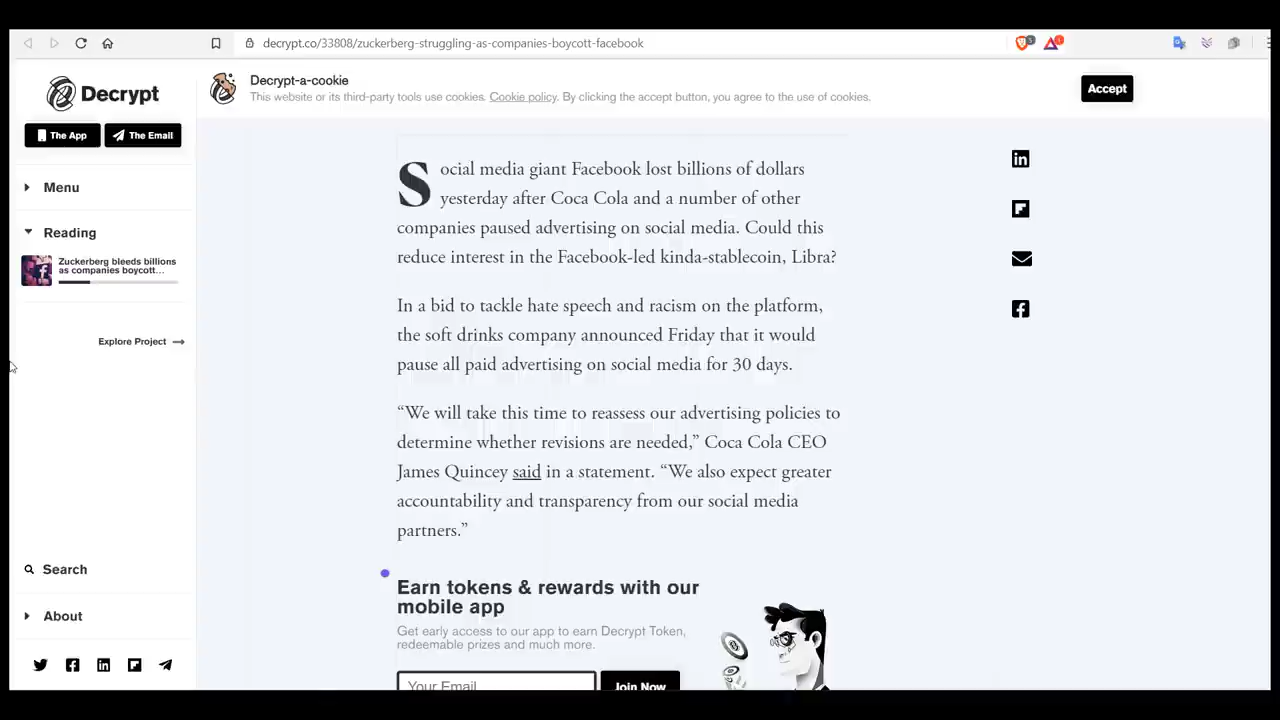 decrypt.co/33808/zuckerberg-struggling-as-companies-boycott-facebook
Decrypt
The App
The Email
Menu
Reading
Zuckerberg bleeds billions
as companies boycott...
Explore Project
Search
About
Decrypt-a-cookie
This website or its third-party tools use cookies. Cookie policy. By clicking the accept button, you agree to the use of cookies.
Accept
Social media giant Facebook lost billions of dollars
yesterday after Coca Cola and a number of other
companies paused advertising on social media. Could this
reduce interest in the Facebook-led kinda-stablecoin, Libra?
In a bid to tackle hate speech and racism on the platform,
the soft drinks company announced Friday that it would
pause all paid advertising on social media for 30 days.
“We will take this time to reassess our advertising policies to
determine whether revisions are needed,” Coca Cola CEO
James Quincey said in a statement. “We also expect greater
accountability and transparency from our social media
partners.”
Earn tokens & rewards with our
mobile app
Get early access to our app to earn Decrypt Token,
redeemable prizes and much more.
Your Email
Join Now